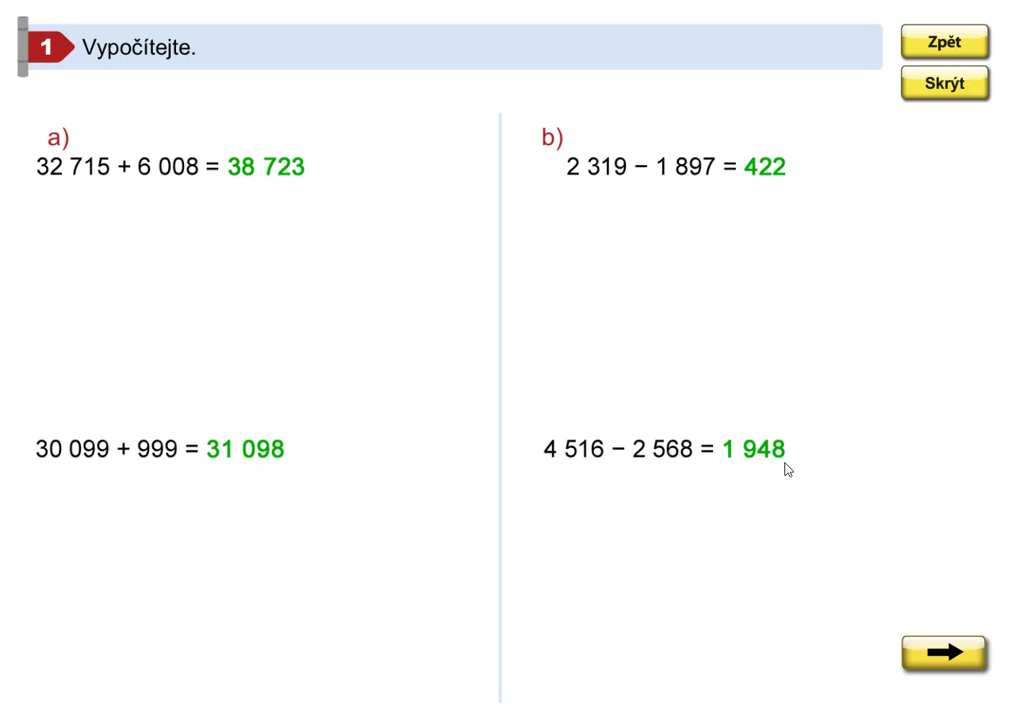 1 Vypočítejte.
Zpět
Skrýt
a)
32 715 + 6 008 = 38 723
30 099 + 999 = 31 098
b)
2 319 − 1 897 = 422
4 516 − 2 568 = 1 948